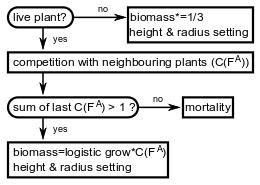 live plant?
no
biomass*=1/3
height & radius setting
yes
competition with neighbouring plants (C(F^A))
sum of last C(F^A) > 1 ?
no
mortality
yes
biomass=logistic grow*C(F^A)
height & radius setting